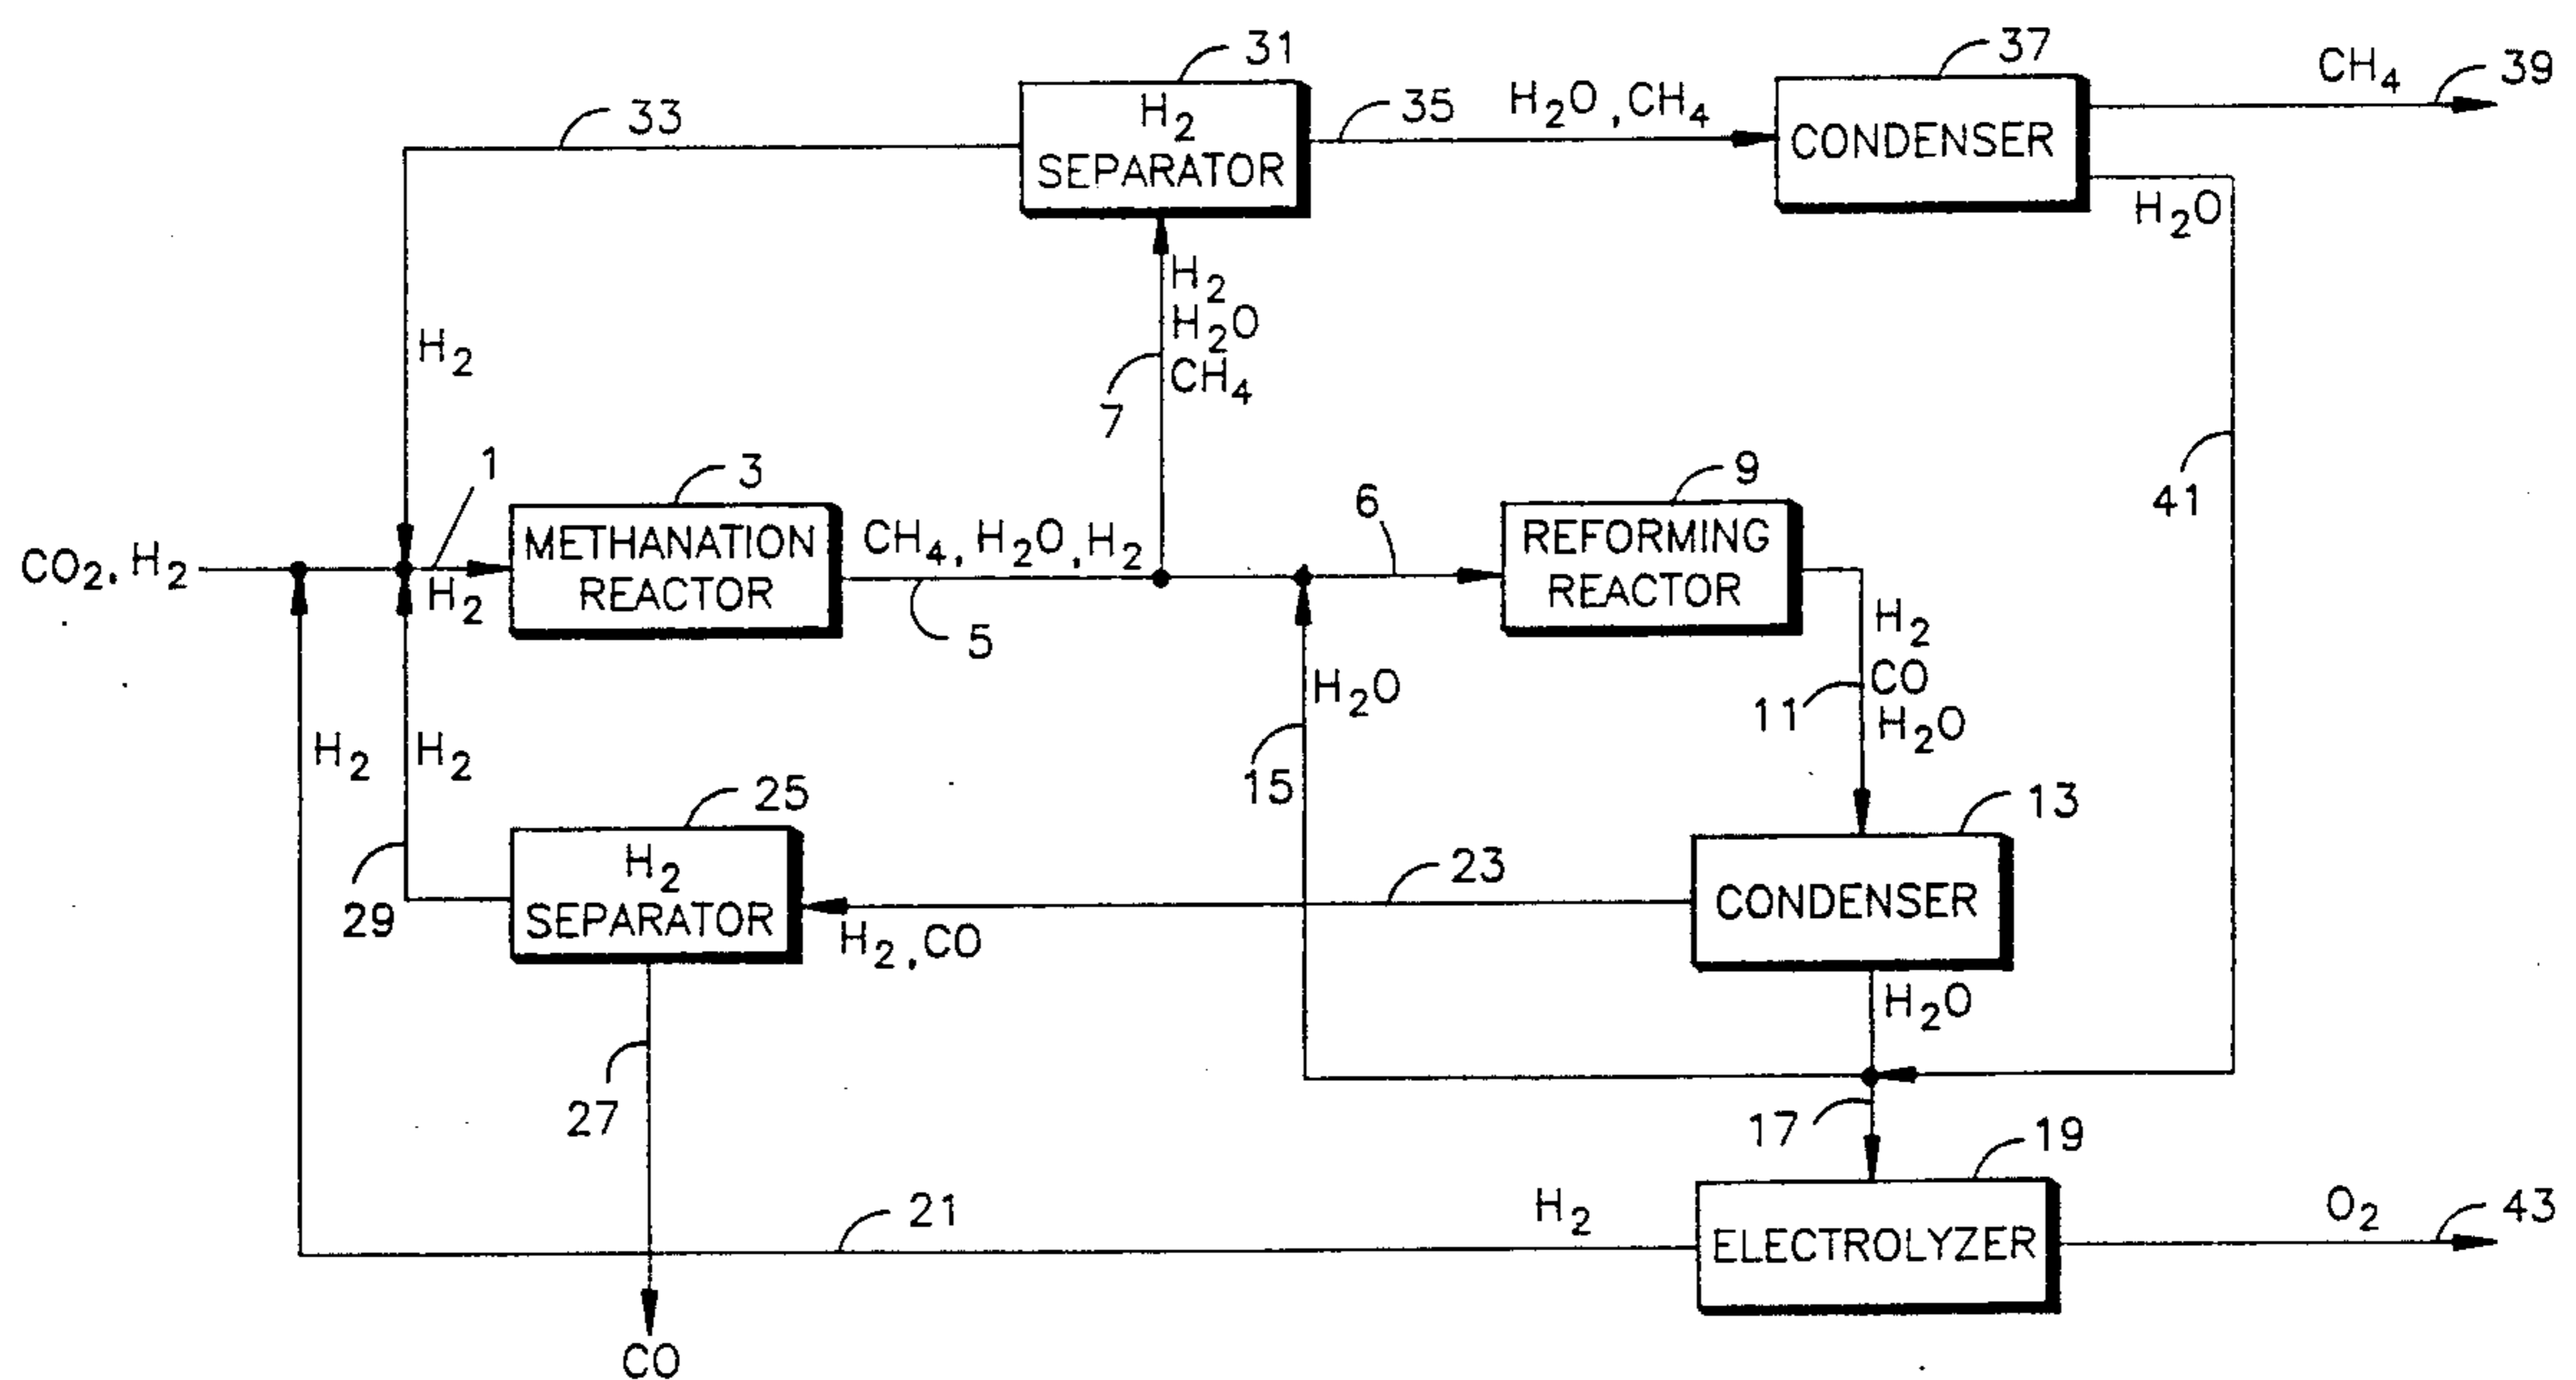 31
37
CH4
39
33
H2
SEPARATOR
35
H2O, CH4
CONDENSER
H2O
H2
H2O
CH4
H2
7
41
1
3
6
9
CO2, H2
H2
METHANATION
REACTOR
CH4, H2O, H2
5
REFORMING
REACTOR
H2
CO
H2O
11
H2O
15
H2
H2
25
13
29
H2
SEPARATOR
23
H2, CO
CONDENSER
H2O
27
17
19
21
H2
ELECTROLYZER
O2
43
CO